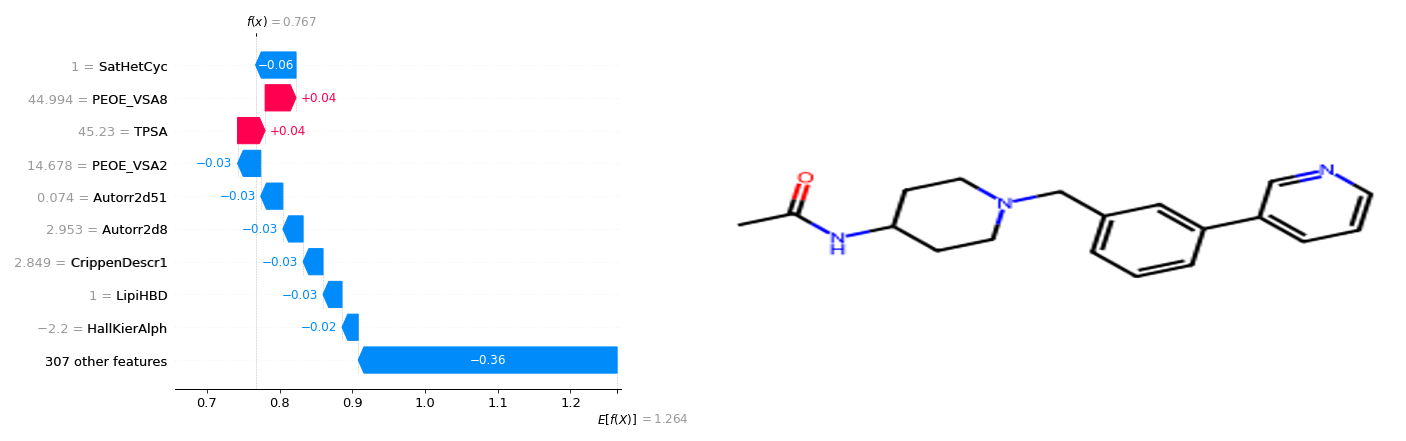 f(x) = 0.767
1 = SatHetCyc
−0.06
44.994 = PEOE_VSA8
+0.04
45.23 = TPSA
+0.04
14.678 = PEOE_VSA2
−0.03
0.074 = Autorr2d51
−0.03
2.953 = Autorr2d8
−0.03
2.849 = CrippenDescr1
−0.03
1 = LipiHBD
−0.03
−2.2 = HallKierAlph
−0.02
307 other features
−0.36
0.7 0.8 0.9 1.0 1.1 1.2
E[f(X)] = 1.264
O
N
H
N
N